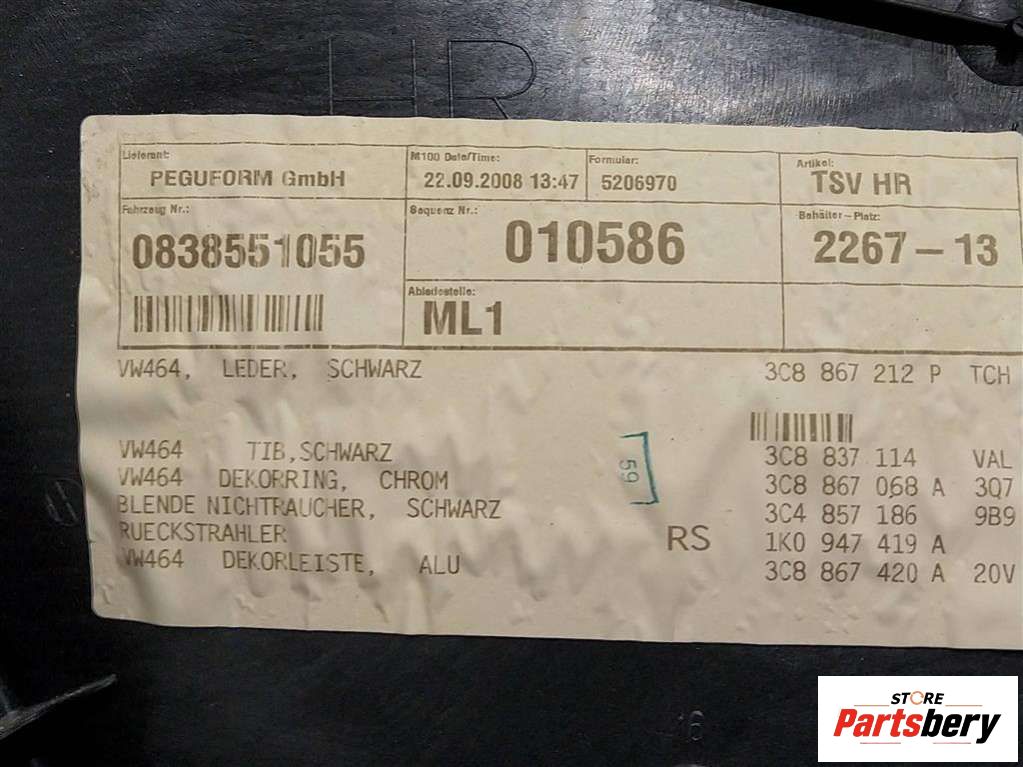 HR
Lieferant: M100 Date/Time: Formular: Artikel:
PEGUFORM GmbH 22.09.2008 13:47 5206970 TSV HR
Fahrzeug Nr.: Sequenz Nr.: Behälter-Platz:
0838551055 010586 2267-13
Abladestelle:
ML1
VW464, LEDER, SCHWARZ 3C8 867 212 P TCH
VW464 TIB,SCHWARZ 3C8 837 114 VAL
VW464 DEKORRING, CHROM 3C8 867 068 A 3Q7
BLENDE NICHTRAUCHER, SCHWARZ 3C4 857 186 9B9
RUECKSTRAHLER RS 1K0 947 419 A
VW464 DEKORLEISTE, ALU 3C8 867 420 A 20V
59
16
STORE
Partsbery